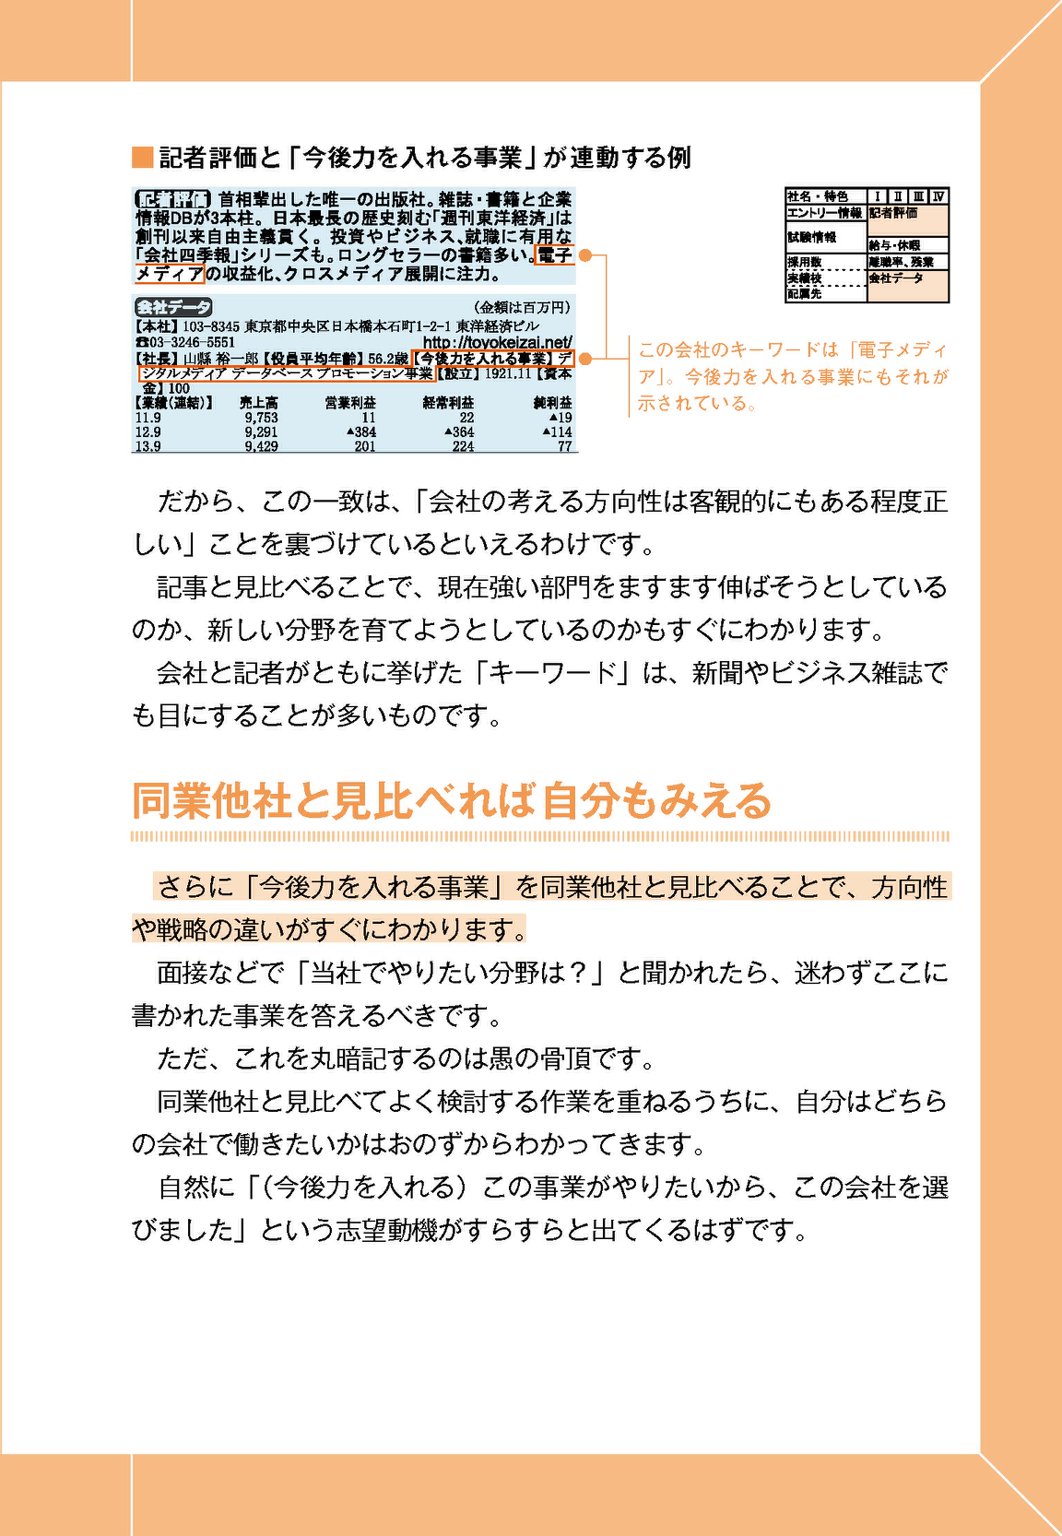 ■記者評価と「今後力を入れる事業」が連動する例
記者評価 首相輩出した唯一の出版社。雑誌・書籍と企業
情報DBが3本柱。日本最長の歴史刻む「週刊東洋経済」は
創刊以来自由主義貫く。投資やビジネス、就職に有用な
「会社四季報」シリーズも。ロングセラーの書籍多い。電子
メディアの収益化、クロスメディア展開に注力。
会社データ (金額は百万円)
【本社】103-8345 東京都中央区日本橋本石町1-2-1 東洋経済ビル
☎03-3246-5551 http://toyokeizai.net/
【社長】山縣 裕一郎【役員平均年齢】56.2歳【今後力を入れる事業】デ
ジタルメディア データベース プロモーション事業【設立】1921.11【資本
金】100
【業績(連結)】 売上高 営業利益 経常利益 純利益
11.9 9,753 11 22 ▲19
12.9 9,291 ▲384 ▲364 ▲114
13.9 9,429 201 224 77
社名・特色 Ⅰ Ⅱ Ⅲ Ⅳ
エントリー情報 記者評価
試験情報
給与・休暇
採用数 離職率、残業
実績校 会社データ
配属先
この会社のキーワードは「電子メディ
ア」。今後力を入れる事業にもそれが
示されている。
だから、この一致は、「会社の考える方向性は客観的にもある程度正
しい」ことを裏づけているといえるわけです。
記事と見比べることで、現在強い部門をますます伸ばそうとしている
のか、新しい分野を育てようとしているのかもすぐにわかります。
会社と記者がともに挙げた「キーワード」は、新聞やビジネス雑誌で
も目にすることが多いものです。
同業他社と見比べれば自分もみえる
さらに「今後力を入れる事業」を同業他社と見比べることで、方向性
や戦略の違いがすぐにわかります。
面接などで「当社でやりたい分野は？」と聞かれたら、迷わずここに
書かれた事業を答えるべきです。
ただ、これを丸暗記するのは愚の骨頂です。
同業他社と見比べてよく検討する作業を重ねるうちに、自分はどちら
の会社で働きたいかはおのずからわかってきます。
自然に「（今後力を入れる）この事業がやりたいから、この会社を選
びました」という志望動機がすらすらと出てくるはずです。